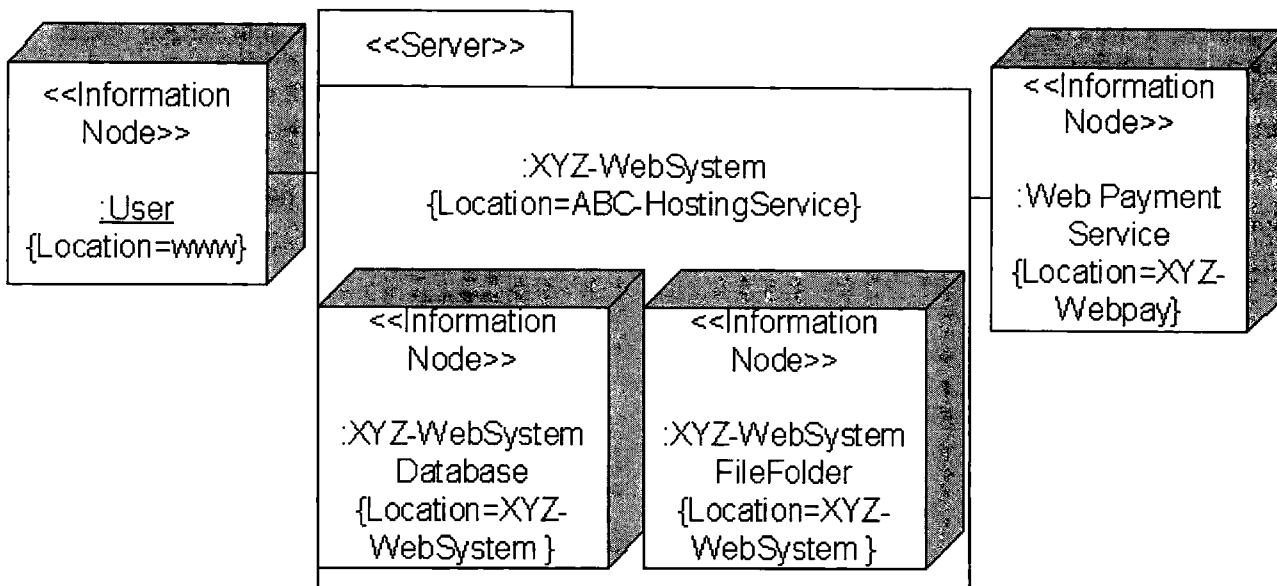 <<Information
Node>>
:User
{Location=www}
<<Server>>
:XYZ-WebSystem
{Location=ABC-HostingService}
<<Information
Node>>
:XYZ-WebSystem
Database
{Location=XYZ-
WebSystem }
<<Information
Node>>
:XYZ-WebSystem
FileFolder
{Location=XYZ-
WebSystem }
<<Information
Node>>
:Web Payment
Service
{Location=XYZ-
Webpay}